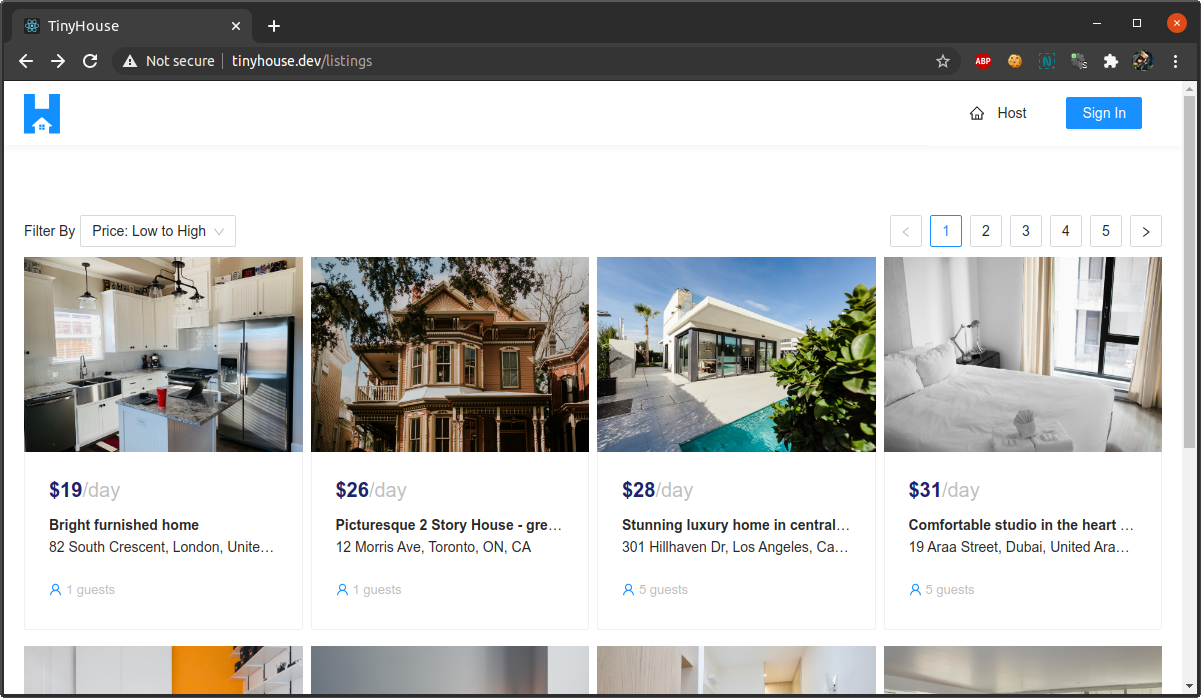 TinyHouse
Not secure tinyhouse.dev/listings
ABP
N
s
Host Sign In
Filter By Price: Low to High
1 2 3 4 5
$19/day $26/day $28/day $31/day
Bright furnished home Picturesque 2 Story House - gre… Stunning luxury home in central… Comfortable studio in the heart …
82 South Crescent, London, Unite… 12 Morris Ave, Toronto, ON, CA 301 Hillhaven Dr, Los Angeles, Ca… 19 Araa Street, Dubai, United Ara…
1 guests 1 guests 5 guests 5 guests